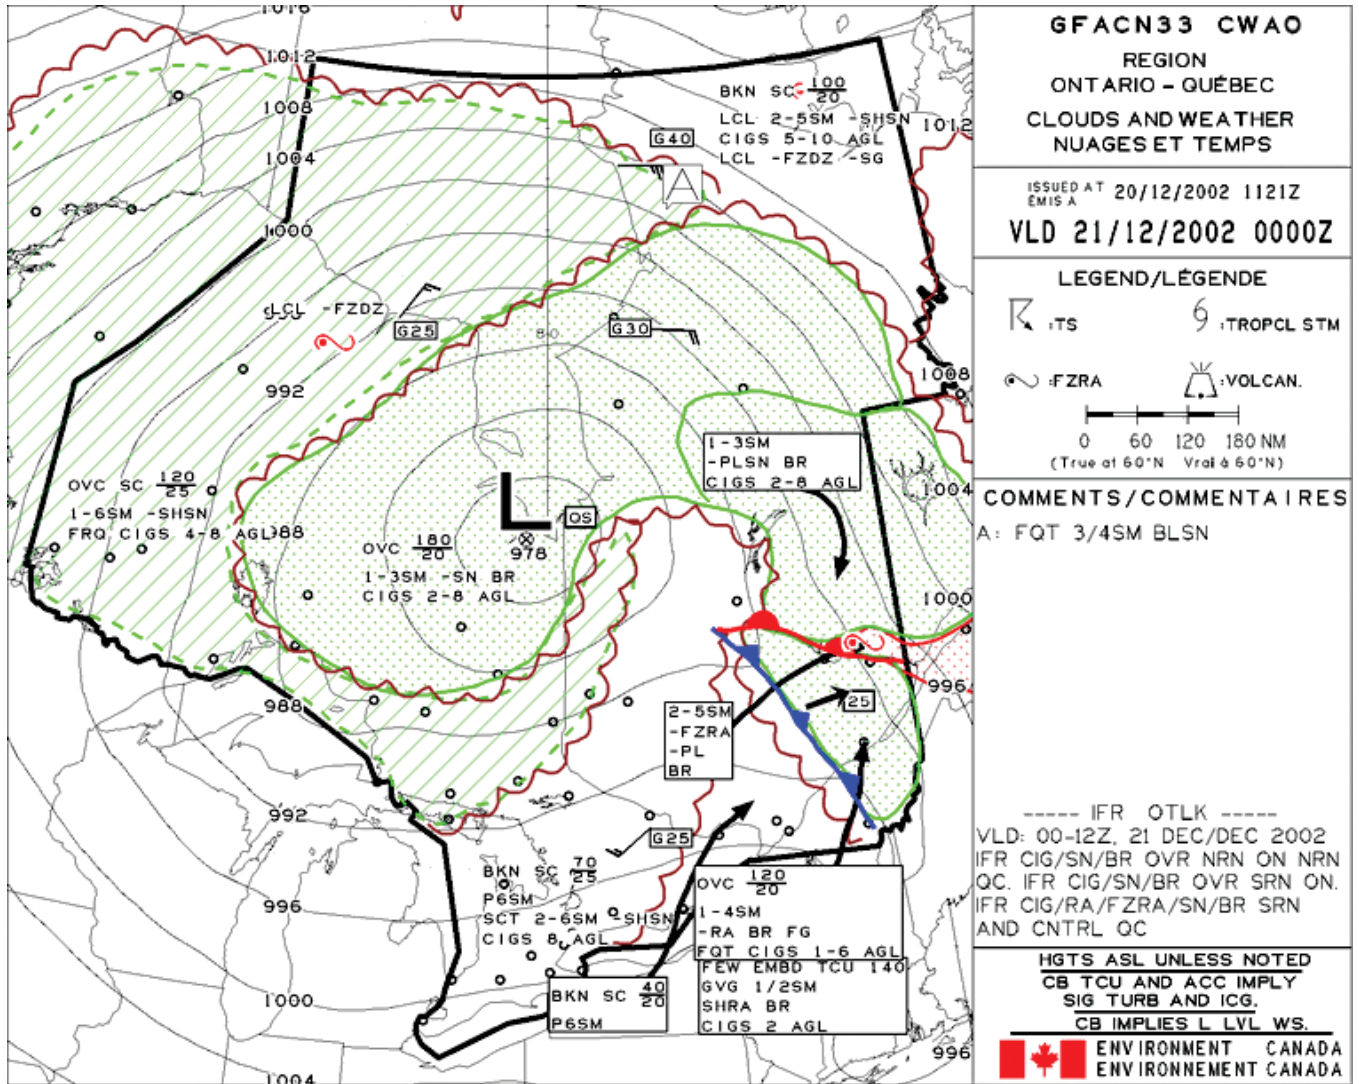 1016
1012
1008
1004
1000
992
BKN SC 100/20
LCL 2-5SM -SHSN
CIGS 5-10 AGL
LCL -FZDZ -SG
G40
A
1012
LCL -FZDZ
G25
G30
80
1008
1-3SM
-PLSN BR
CIGS 2-8 AGL
1004
OVC SC 120/25
1-6SM -SHSN
FRQ CIGS 4-8 AGL
988
L
QS
978
OVC 180/20
1-3SM -SN BR
CIGS 2-8 AGL
1000
996
25
2-5SM
-FZRA
-PL
BR
988
992
G25
BKN SC 70/25
P6SM
SCT 2-6SM -SHSN
CIGS 8 AGL
996
OVC 120/20
1-4SM
-RA BR FG
FQT CIGS 1-6 AGL
FEW EMBD TCU 140
GVG 1/2SM
SHRA BR
CIGS 2 AGL
BKN SC 40/20
P6SM
1000
996
1004
GFACN33 CWAO
REGION
ONTARIO - QUÉBEC
CLOUDS AND WEATHER
NUAGES ET TEMPS
ISSUED AT 20/12/2002 1121Z
ÉMIS A
VLD 21/12/2002 0000Z
LEGEND/LÉGENDE
:TS :TROPCL STM
:FZRA :VOLCAN.
0 60 120 180 NM
(True at 60°N Vrai à 60°N)
COMMENTS/COMMENTAIRES
A: FQT 3/4SM BLSN
----- IFR OTLK -----
VLD: 00-12Z, 21 DEC/DEC 2002
IFR CIG/SN/BR OVR NRN ON NRN
QC. IFR CIG/SN/BR OVR SRN ON.
IFR CIG/RA/FZRA/SN/BR SRN
AND CNTRL QC
HGTS ASL UNLESS NOTED
CB TCU AND ACC IMPLY
SIG TURB AND ICG.
CB IMPLIES L LVL WS.
ENVIRONMENT CANADA
ENVIRONNEMENT CANADA